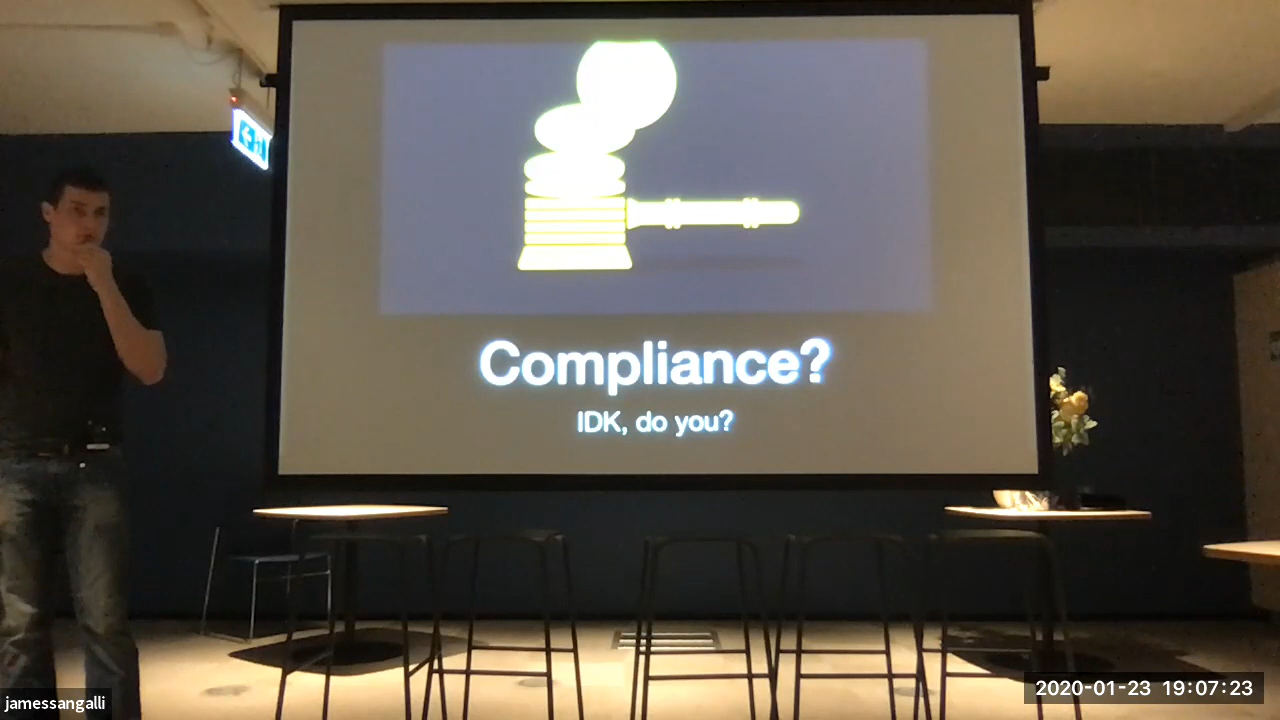 Compliance?
IDK, do you?
jamessangalli
2020-01-23 19:07:23